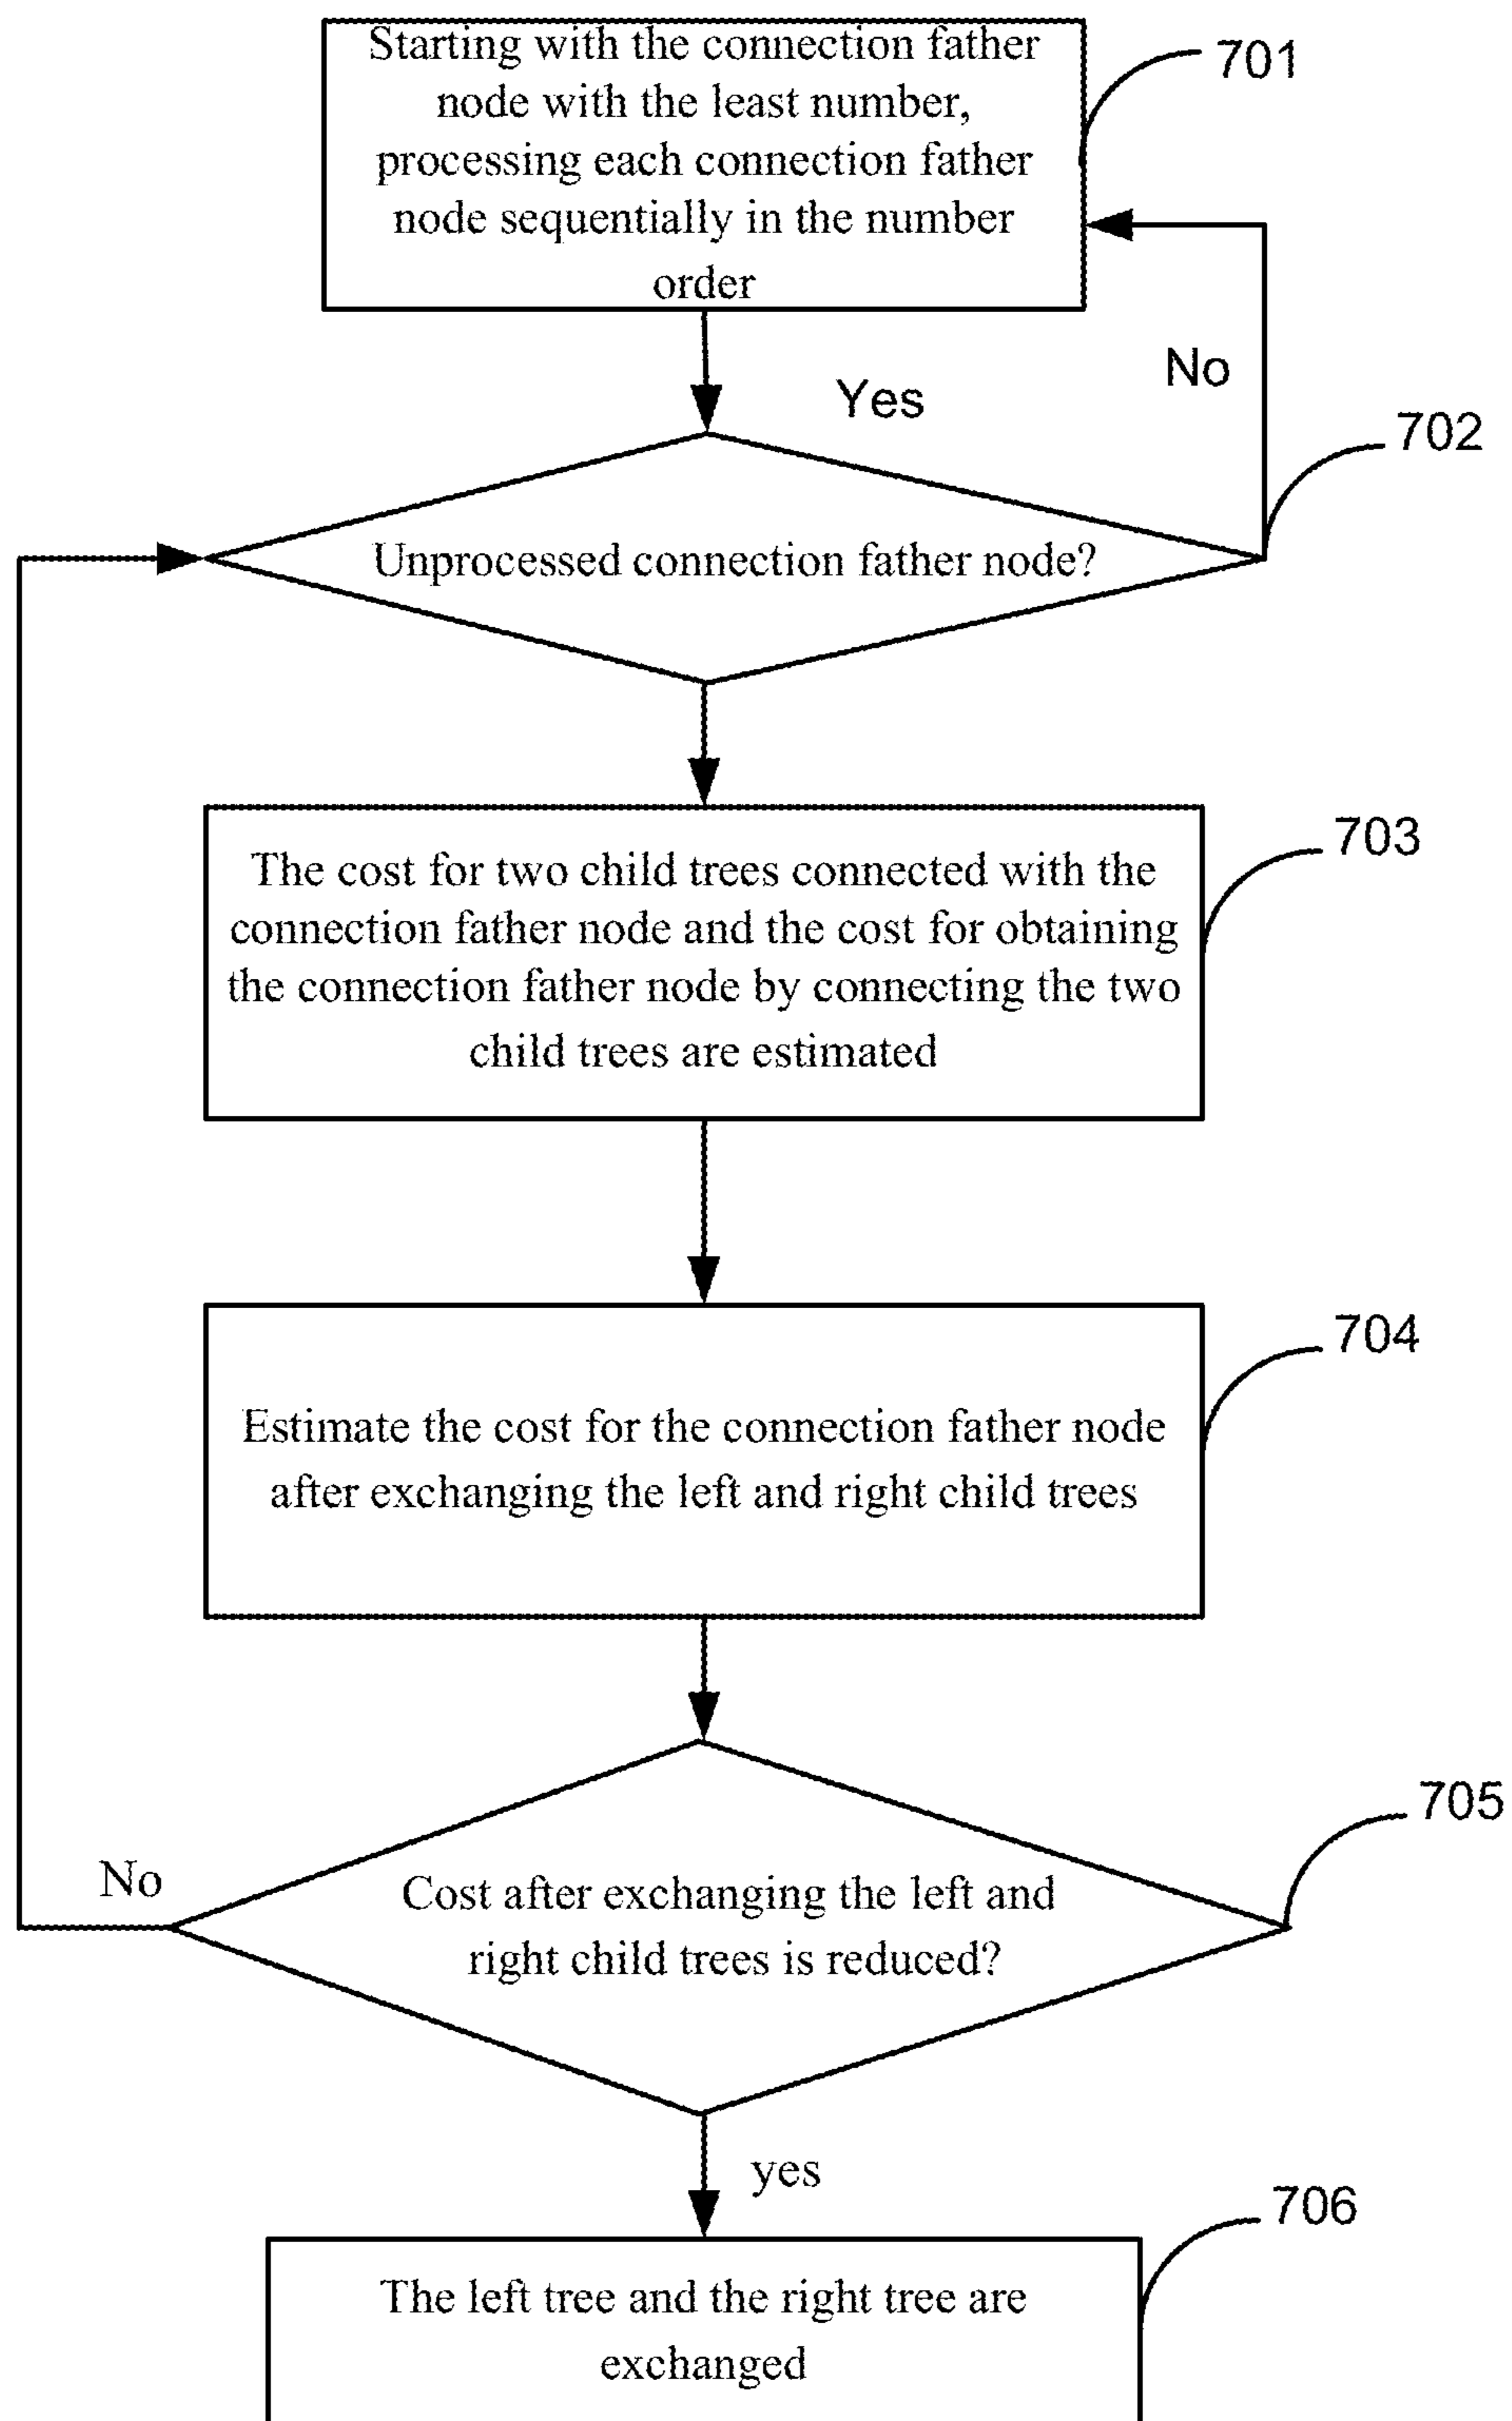 Starting with the connection father
node with the least number,
processing each connection father
node sequentially in the number
order
701
No
Yes
702
Unprocessed connection father node?
703
The cost for two child trees connected with the
connection father node and the cost for obtaining
the connection father node by connecting the two
child trees are estimated
704
Estimate the cost for the connection father node
after exchanging the left and right child trees
705
No
Cost after exchanging the left and
right child trees is reduced?
yes
706
The left tree and the right tree are
exchanged